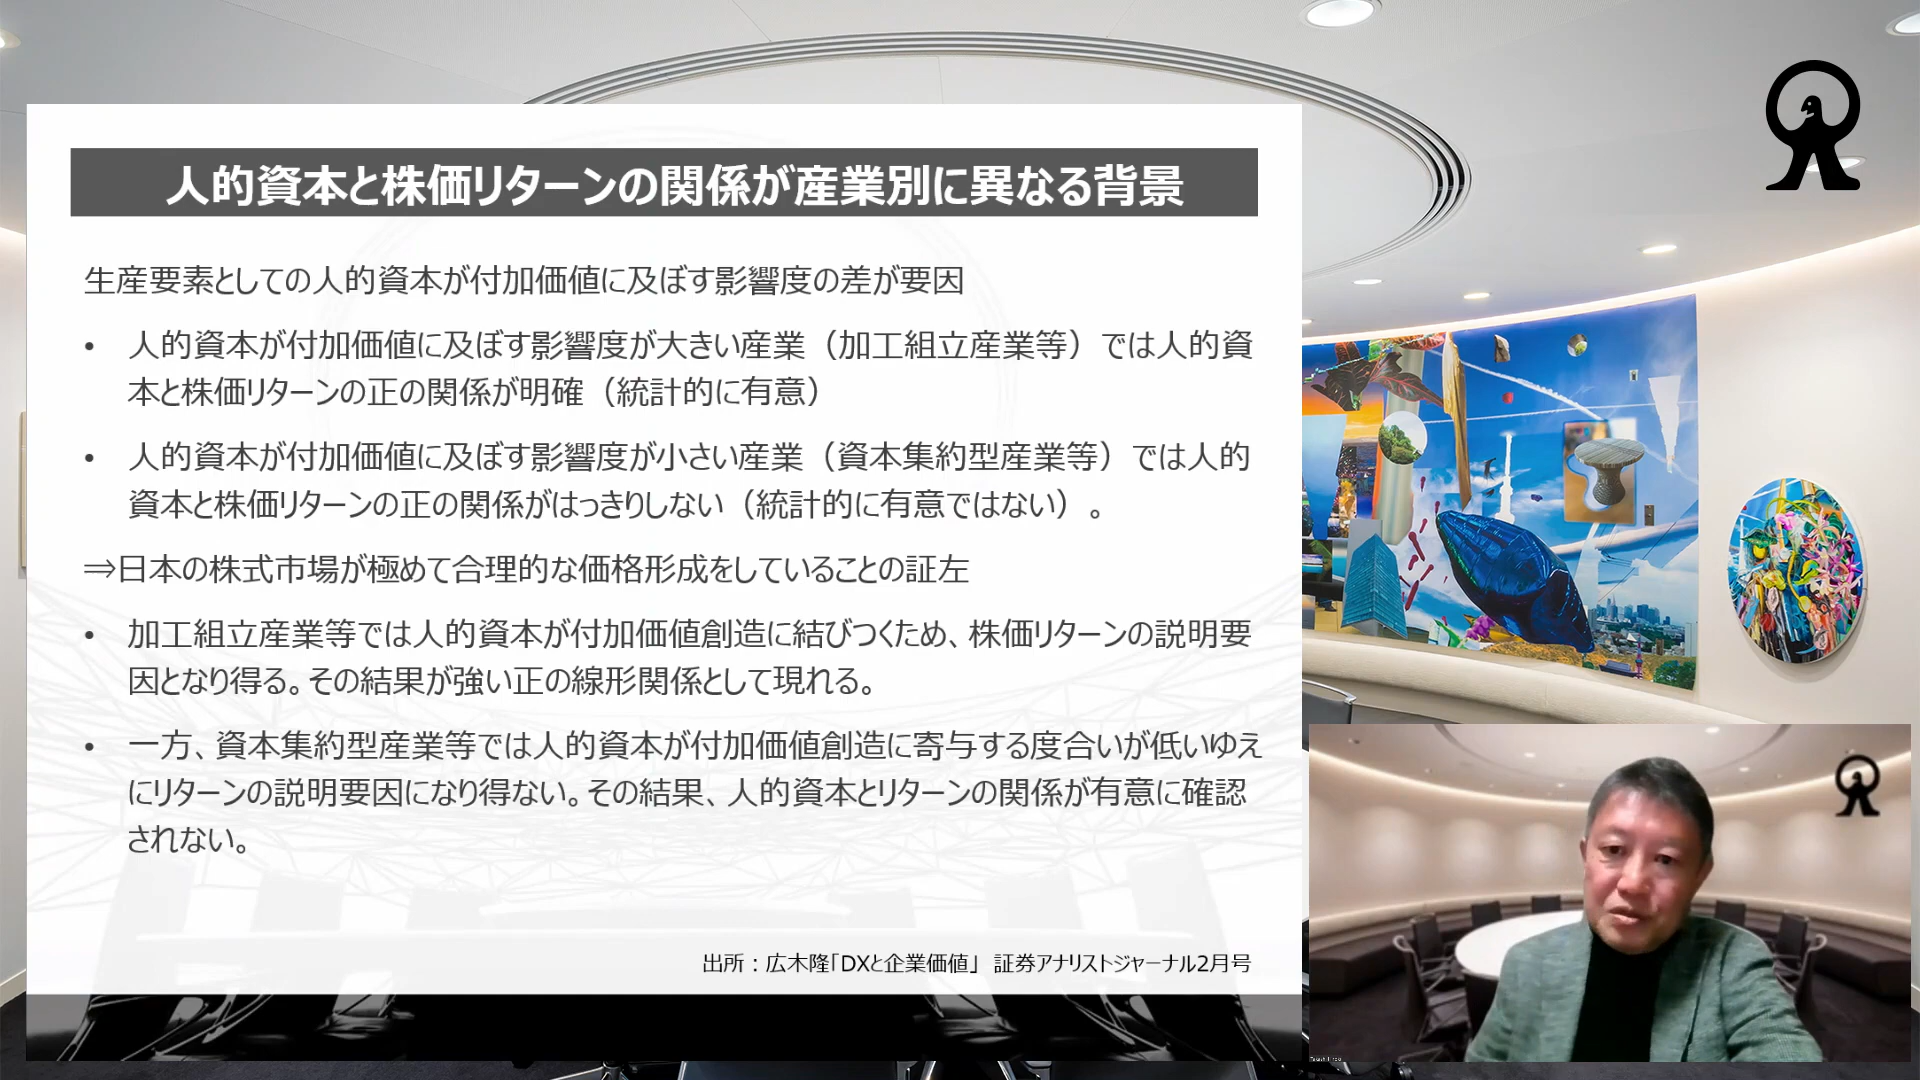 人的資本と株価リターンの関係が産業別に異なる背景
生産要素としての人的資本が付加価値に及ぼす影響度の差が要因
• 人的資本が付加価値に及ぼす影響度が大きい産業（加工組立産業等）では人的資
本と株価リターンの正の関係が明確（統計的に有意）
• 人的資本が付加価値に及ぼす影響度が小さい産業（資本集約型産業等）では人的
資本と株価リターンの正の関係がはっきりしない（統計的に有意ではない）。
⇒日本の株式市場が極めて合理的な価格形成をしていることの証左
• 加工組立産業等では人的資本が付加価値創造に結びつくため、株価リターンの説明要
因となり得る。その結果が強い正の線形関係として現れる。
• 一方、資本集約型産業等では人的資本が付加価値創造に寄与する度合いが低いゆえ
にリターンの説明要因になり得ない。その結果、人的資本とリターンの関係が有意に確認
されない。
出所：広木隆「DXと企業価値」 証券アナリストジャーナル2月号